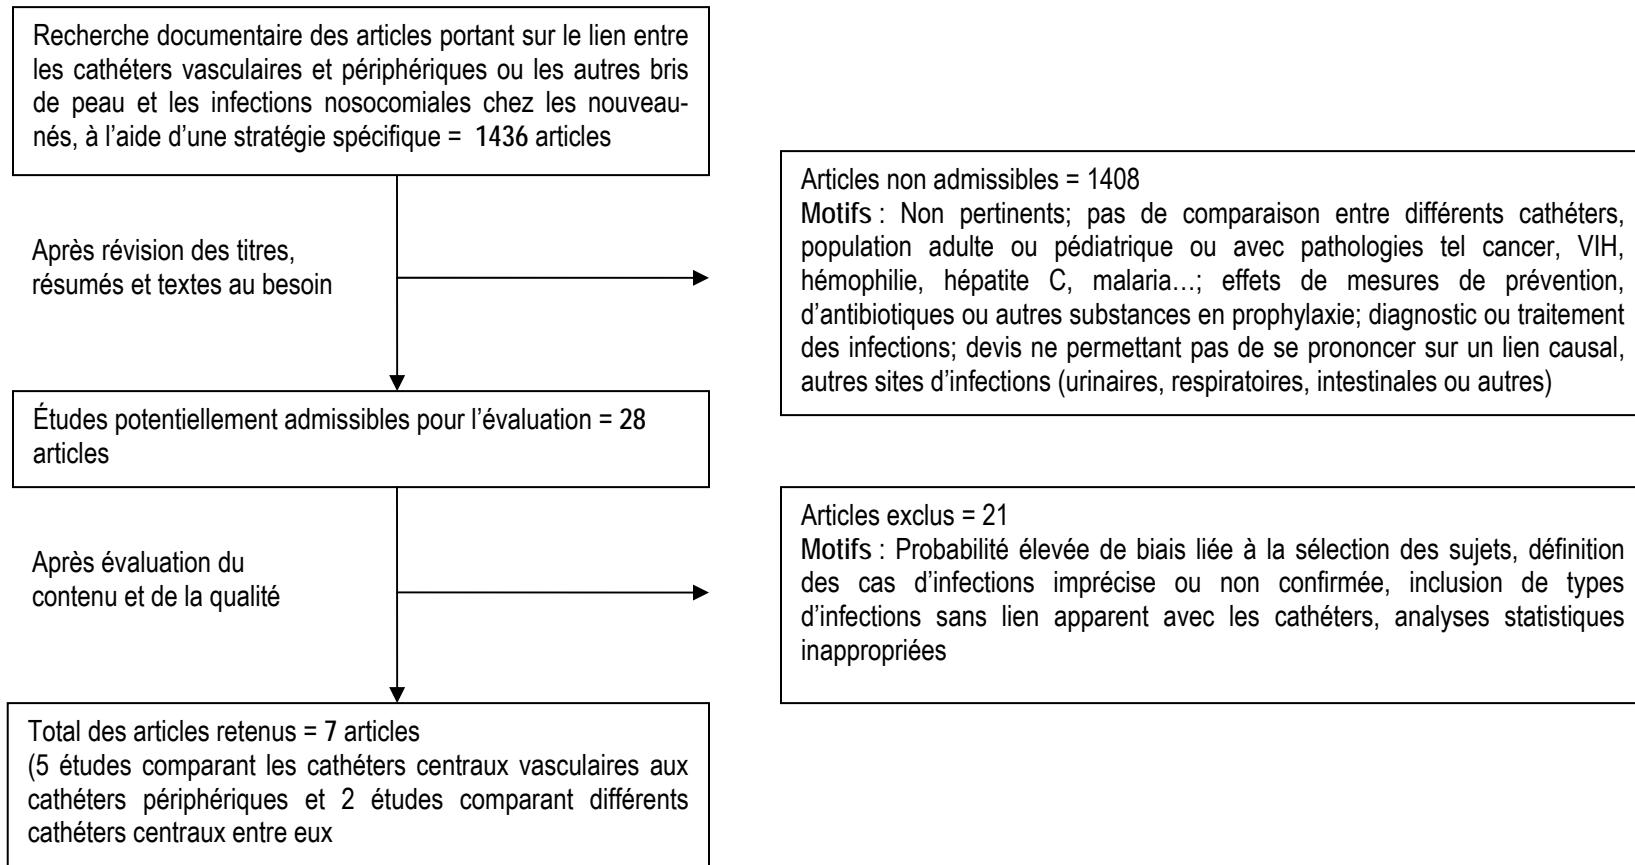 Recherche documentaire des articles portant sur le lien entre
les cathéters vasculaires et périphériques ou les autres bris
de peau et les infections nosocomiales chez les nouveau-
nés, à l’aide d’une stratégie spécifique = 1436 articles
Après révision des titres,
résumés et textes au besoin
Articles non admissibles = 1408
Motifs : Non pertinents; pas de comparaison entre différents cathéters,
population adulte ou pédiatrique ou avec pathologies tel cancer, VIH,
hémophilie, hépatite C, malaria…; effets de mesures de prévention,
d’antibiotiques ou autres substances en prophylaxie; diagnostic ou traitement
des infections; devis ne permettant pas de se prononcer sur un lien causal,
autres sites d’infections (urinaires, respiratoires, intestinales ou autres)
Études potentiellement admissibles pour l’évaluation = 28
articles
Après évaluation du
contenu et de la qualité
Articles exclus = 21
Motifs : Probabilité élevée de biais liée à la sélection des sujets, définition
des cas d’infections imprécise ou non confirmée, inclusion de types
d’infections sans lien apparent avec les cathéters, analyses statistiques
inappropriées
Total des articles retenus = 7 articles
(5 études comparant les cathéters centraux vasculaires aux
cathéters périphériques et 2 études comparant différents
cathéters centraux entre eux